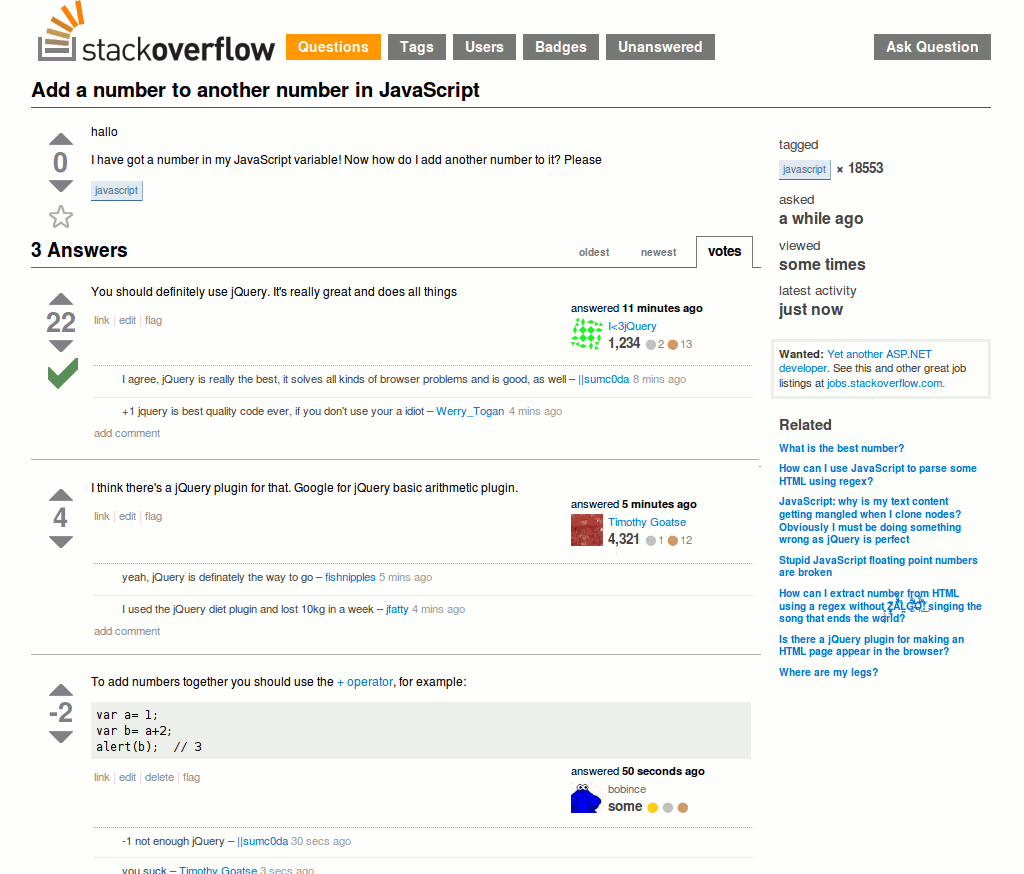 stackoverflow Questions Tags Users Badges Unanswered Ask Question
Add a number to another number in JavaScript
hallo
0
I have got a number in my JavaScript variable! Now how do I add another number to it? Please
javascript
3 Answers oldest newest votes
You should definitely use jQuery. It's really great and does all things
22
link | edit | flag
answered 11 minutes ago
I<3jQuery
1,234 2 13
I agree, jQuery is really the best, it solves all kinds of browser problems and is good, as well – ||sumc0da 8 mins ago
+1 jquery is best quality code ever, if you don't use your a idiot – Werry_Togan 4 mins ago
add comment
I think there's a jQuery plugin for that. Google for jQuery basic arithmetic plugin.
4
link | edit | flag
answered 5 minutes ago
Timothy Goatse
4,321 1 12
yeah, jQuery is definately the way to go – fishnipples 5 mins ago
I used the jQuery diet plugin and lost 10kg in a week – jfatty 4 mins ago
add comment
To add numbers together you should use the + operator, for example:
-2
var a= 1;
var b= a+2;
alert(b);  // 3
link | edit | delete | flag
answered 50 seconds ago
bobince
some
-1 not enough jQuery – ||sumc0da 30 secs ago
you suck – Timothy Goatse 3 secs ago
tagged
javascript × 18553
asked
a while ago
viewed
some times
latest activity
just now
Wanted: Yet another ASP.NET
developer. See this and other great job
listings at jobs.stackoverflow.com.
Related
What is the best number?
How can I use JavaScript to parse some
HTML using regex?
JavaScript: why is my text content
getting mangled when I clone nodes?
Obviously I must be doing something
wrong as jQuery is perfect
Stupid JavaScript floating point numbers
are broken
How can I extract number from HTML
using a regex without ZALGO! singing the
song that ends the world?
Is there a jQuery plugin for making an
HTML page appear in the browser?
Where are my legs?